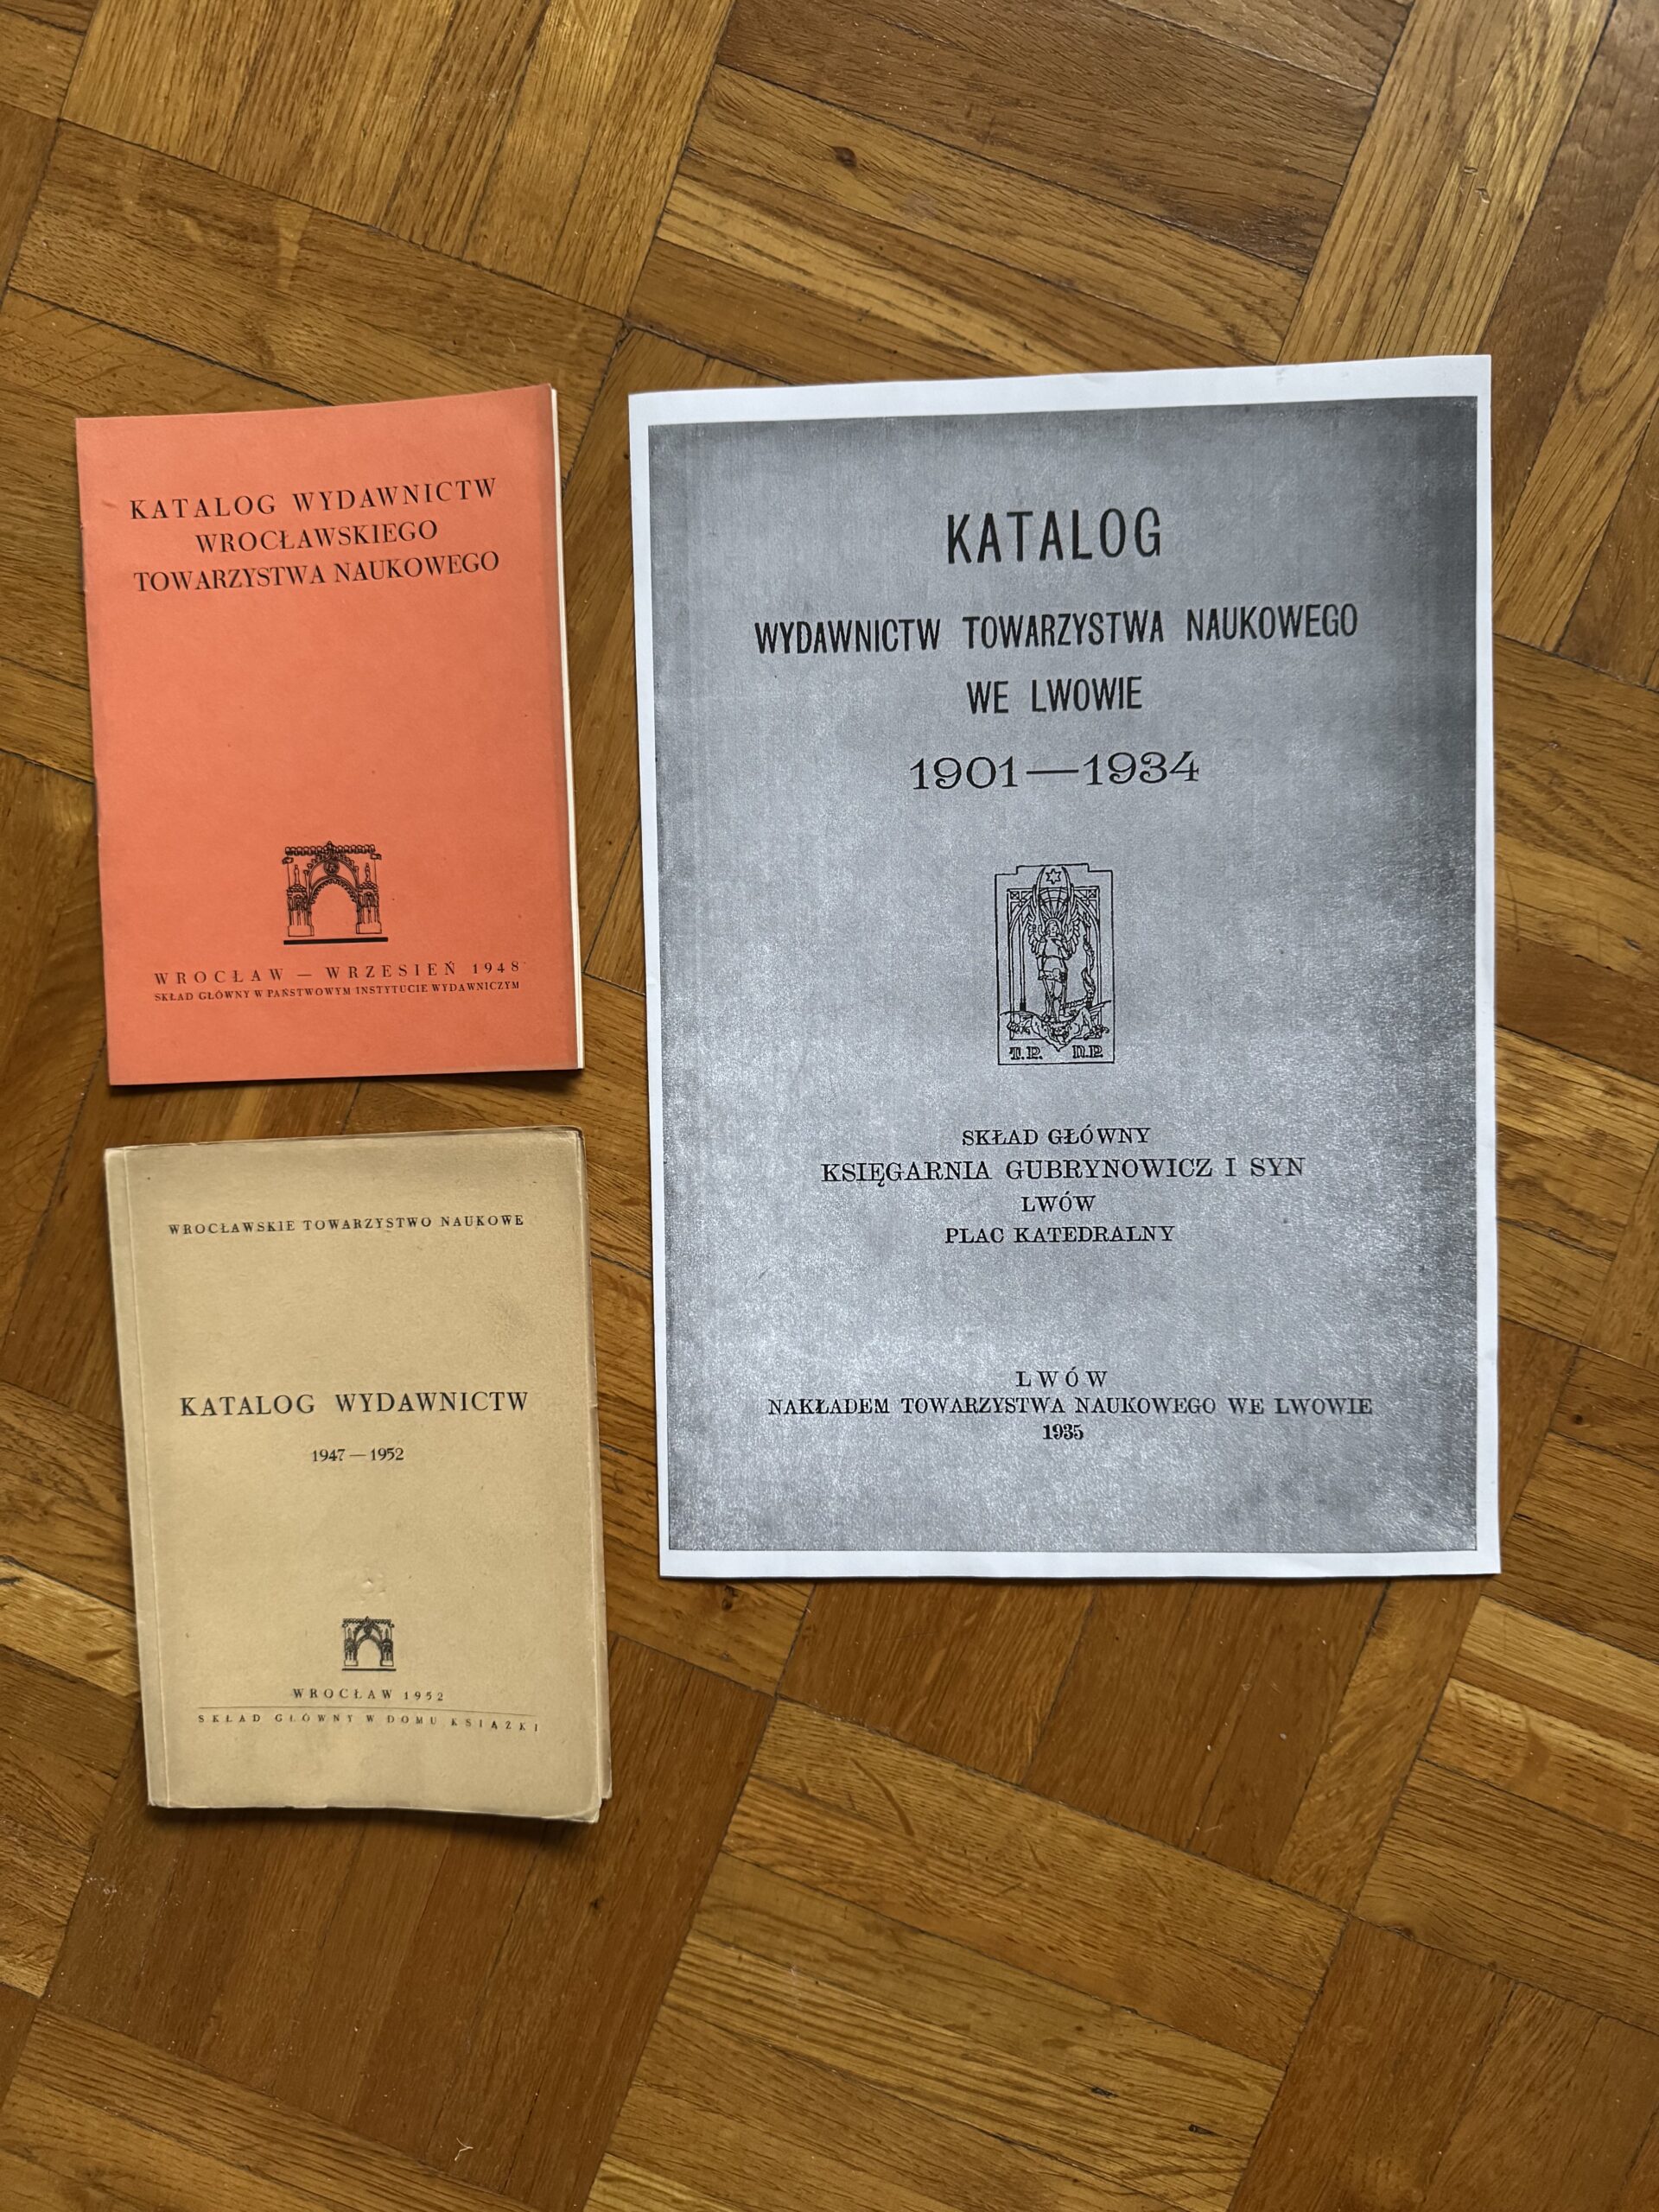 KATALOG WYDAWNICTW
WROCŁAWSKIEGO
TOWARZYSTWA NAUKOWEGO
WROCŁAW — WRZESIEŃ 1948
SKŁAD GŁÓWNY W PAŃSTWOWYM INSTYTUCIE WYDAWNICZYM
WROCŁAWSKIE TOWARZYSTWO NAUKOWE
KATALOG WYDAWNICTW
1947 — 1952
WROCŁAW 1952
SKŁAD GŁÓWNY W DOMU KSIĄŻKI
KATALOG
WYDAWNICTW TOWARZYSTWA NAUKOWEGO
WE LWOWIE
1901—1934
T.P. N.P.
SKŁAD GŁÓWNY
KSIĘGARNIA GUBRYNOWICZ I SYN
LWÓW
PLAC KATEDRALNY
LWÓW
NAKŁADEM TOWARZYSTWA NAUKOWEGO WE LWOWIE
1935